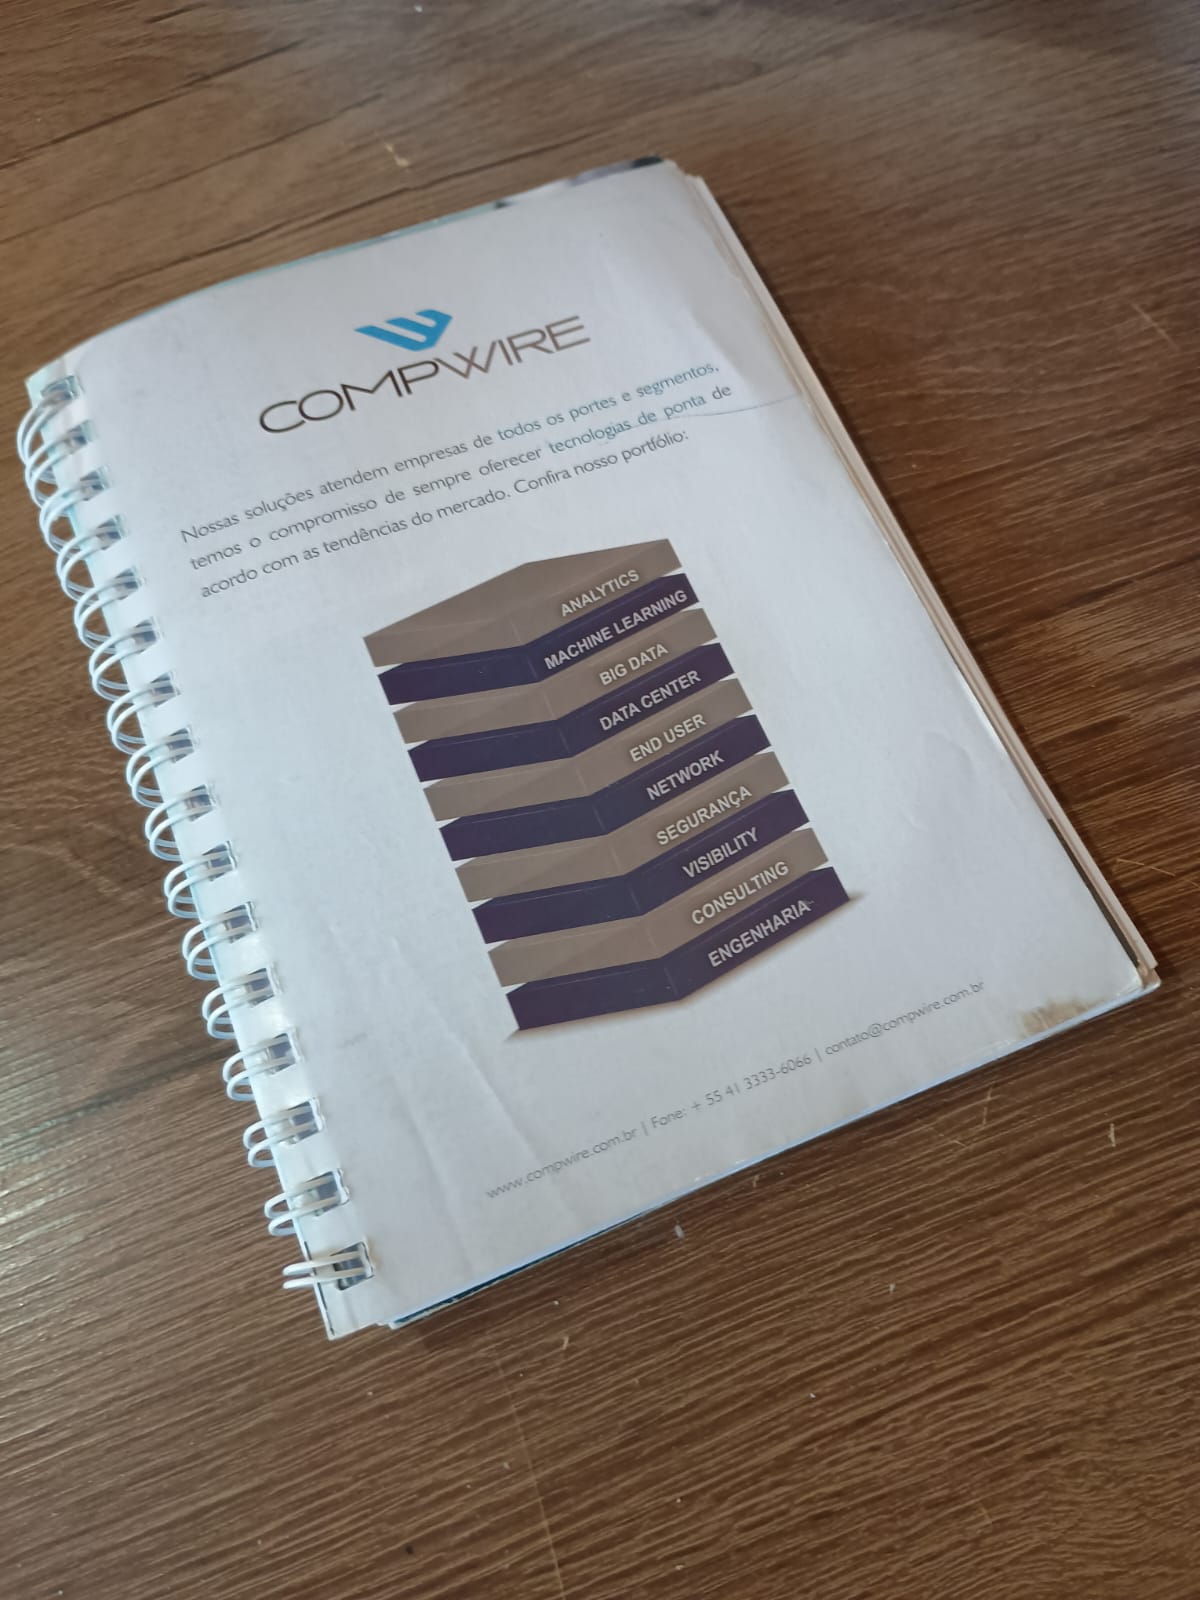 COMPWIRE
Nossas soluções atendem empresas de todos os portes e segmentos,
temos o compromisso de sempre oferecer tecnologias de ponta de
acordo com as tendências do mercado. Confira nosso portfólio:
ANALYTICS
MACHINE LEARNING
BIG DATA
DATA CENTER
END USER
NETWORK
SEGURANÇA
VISIBILITY
CONSULTING
ENGENHARIA
www.compwire.com.br | Fone: + 55 41 3333-6066 | contato@compwire.com.br